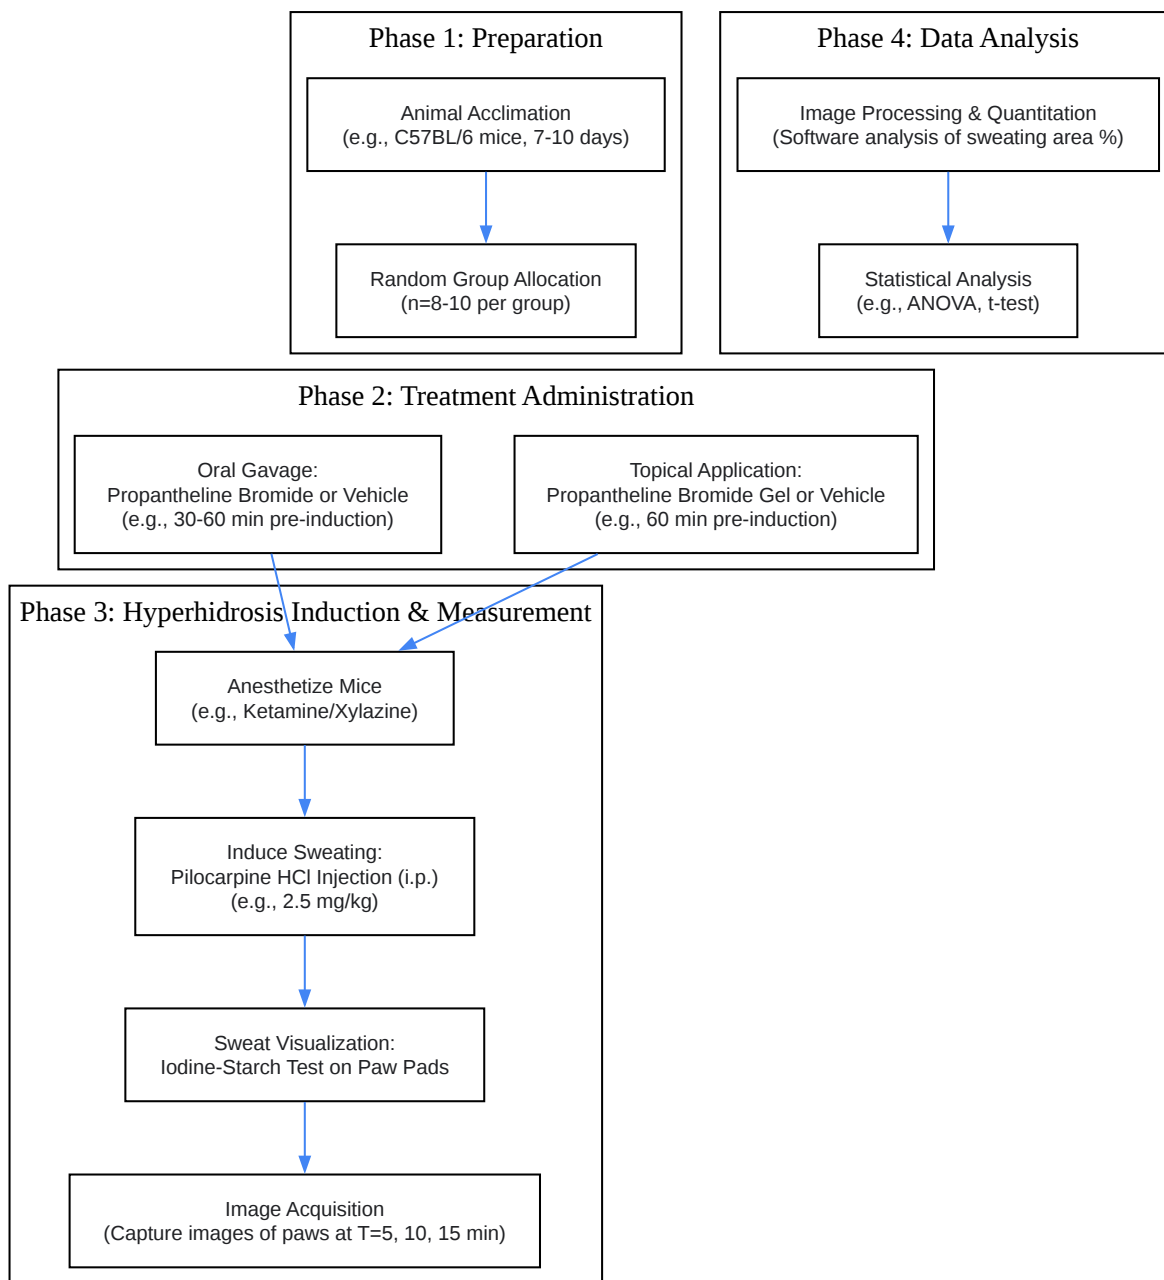 Phase 1: Preparation
Animal Acclimation
(e.g., C57BL/6 mice, 7-10 days)
Random Group Allocation
(n=8-10 per group)
Phase 4: Data Analysis
Image Processing & Quantitation
(Software analysis of sweating area %)
Statistical Analysis
(e.g., ANOVA, t-test)
Phase 2: Treatment Administration
Oral Gavage:
Propantheline Bromide or Vehicle
(e.g., 30-60 min pre-induction)
Topical Application:
Propantheline Bromide Gel or Vehicle
(e.g., 60 min pre-induction)
Phase 3: Hyperhidrosis Induction & Measurement
Anesthetize Mice
(e.g., Ketamine/Xylazine)
Induce Sweating:
Pilocarpine HCl Injection (i.p.)
(e.g., 2.5 mg/kg)
Sweat Visualization:
Iodine-Starch Test on Paw Pads
Image Acquisition
(Capture images of paws at T=5, 10, 15 min)